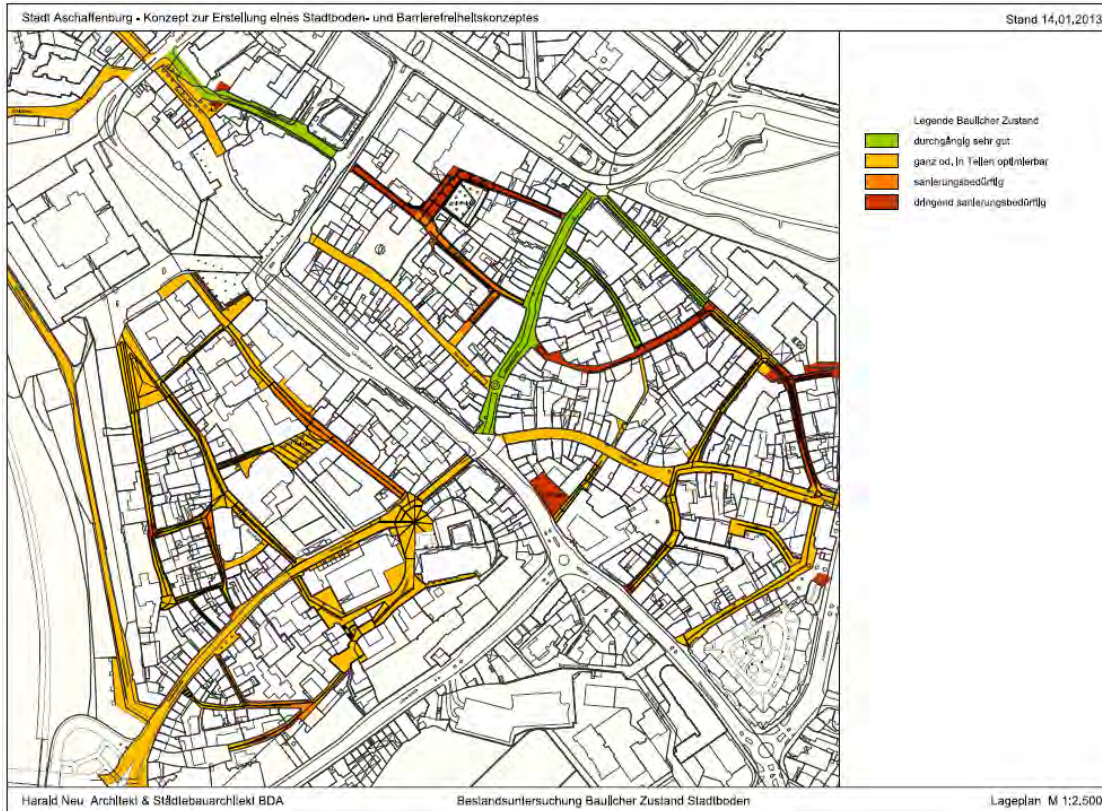 Stadt Aschaffenburg - Konzept zur Erstellung eines Stadtboden- und Barrierefreiheitskonzeptes
Stand 14.01.2013
Legende Baulicher Zustand
durchgängig sehr gut
ganz od. in Teilen optimierbar
sanierungsbedürftig
dringend sanierungsbedürftig
Harald Neu Architekt & Städtebauarchitekt BDA
Bestandsuntersuchung Baulicher Zustand Stadtboden
Lageplan M 1:2.500